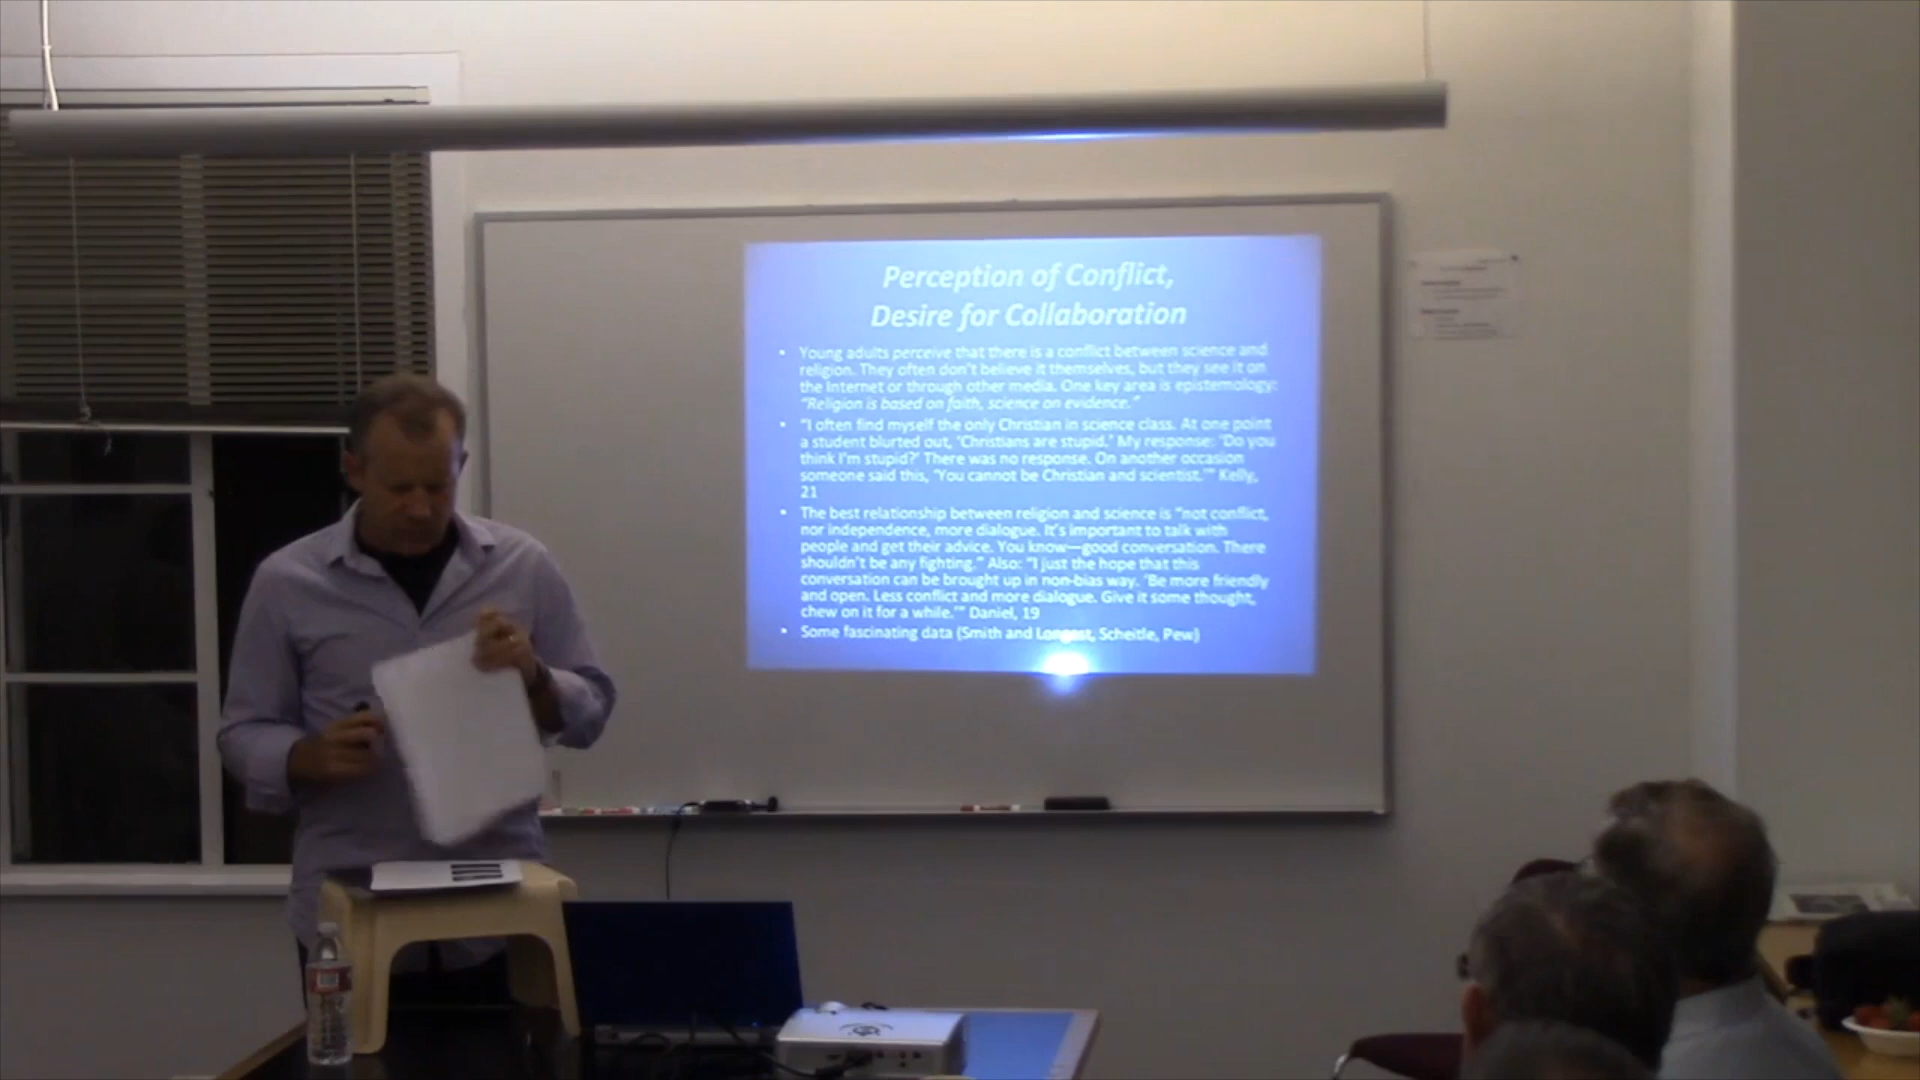 Perception of Conflict,
Desire for Collaboration
• Young adults perceive that there is a conflict between science and
religion. They often don't believe it themselves, but they see it on
the Internet or through other media. One key area is epistemology:
"Religion is based on faith, science on evidence."
• "I often find myself the only Christian in science class. At one point
a student blurted out, 'Christians are stupid.' My response: 'Do you
think I'm stupid?' There was no response. On another occasion
someone said this, 'You cannot be Christian and scientist.'" Kelly,
21
• The best relationship between religion and science is "not conflict,
nor independence, more dialogue. It's important to talk with
people and get their advice. You know—good conversation. There
shouldn't be any fighting." Also: "I just the hope that this
conversation can be brought up in non-bias way. 'Be more friendly
and open. Less conflict and more dialogue. Give it some thought,
chew on it for a while.'" Daniel, 19
• Some fascinating data (Smith and Longest, Scheitle, Pew)